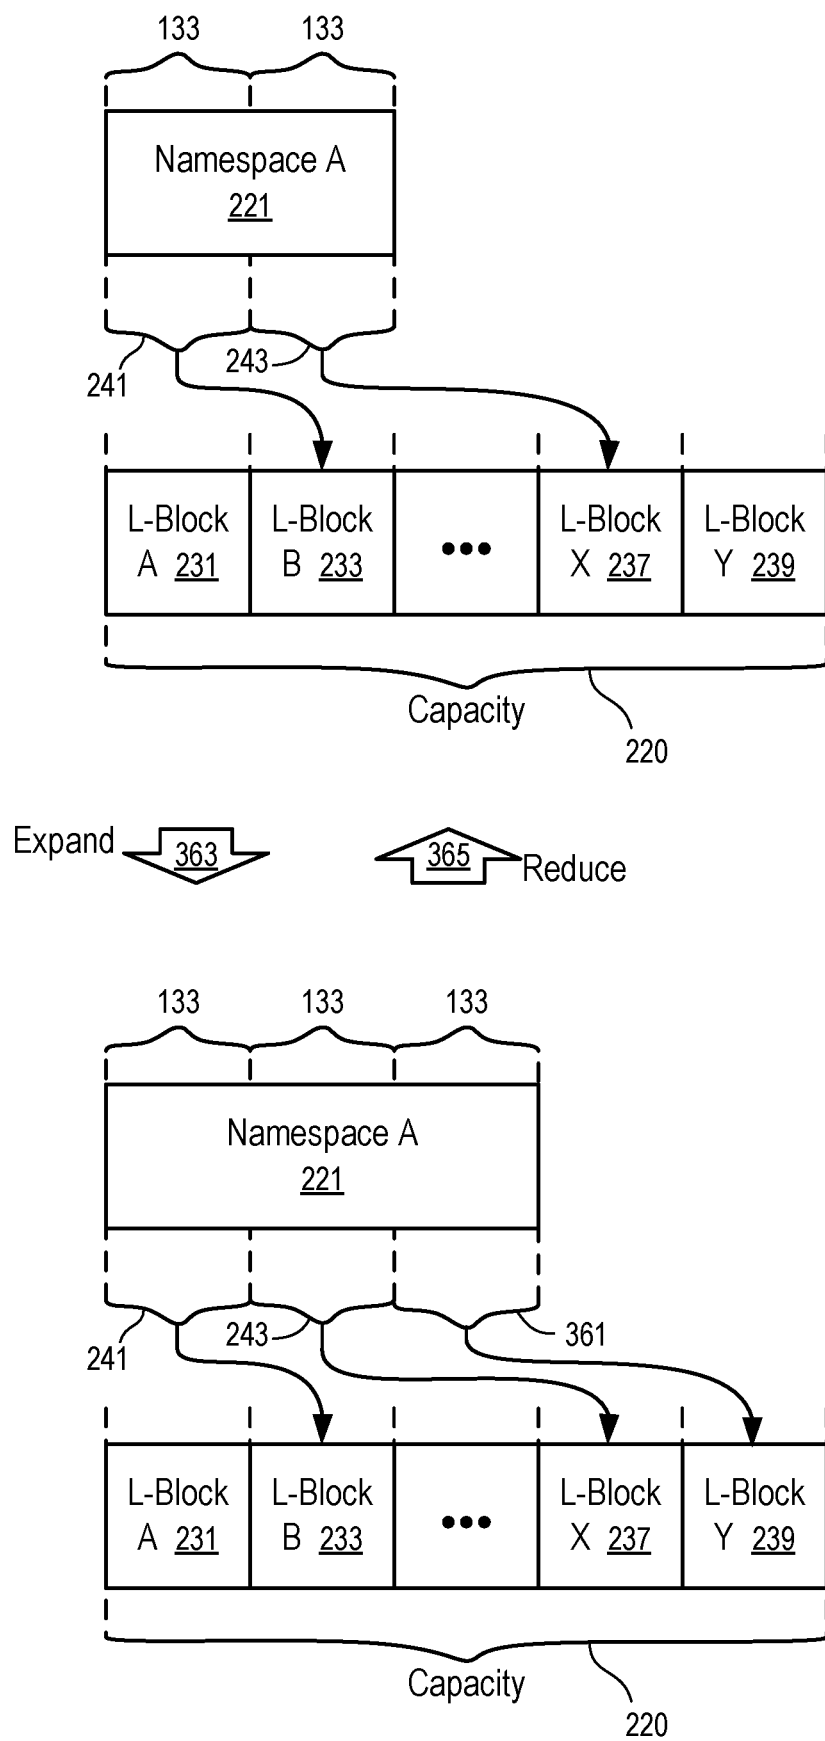 133 133
Namespace A
221
241 243
L-Block L-Block L-Block L-Block
A 231 B 233 ••• X 237 Y 239
Capacity
220
Expand 363 365 Reduce
133 133 133
Namespace A
221
241 243 361
L-Block L-Block L-Block L-Block
A 231 B 233 ••• X 237 Y 239
Capacity
220